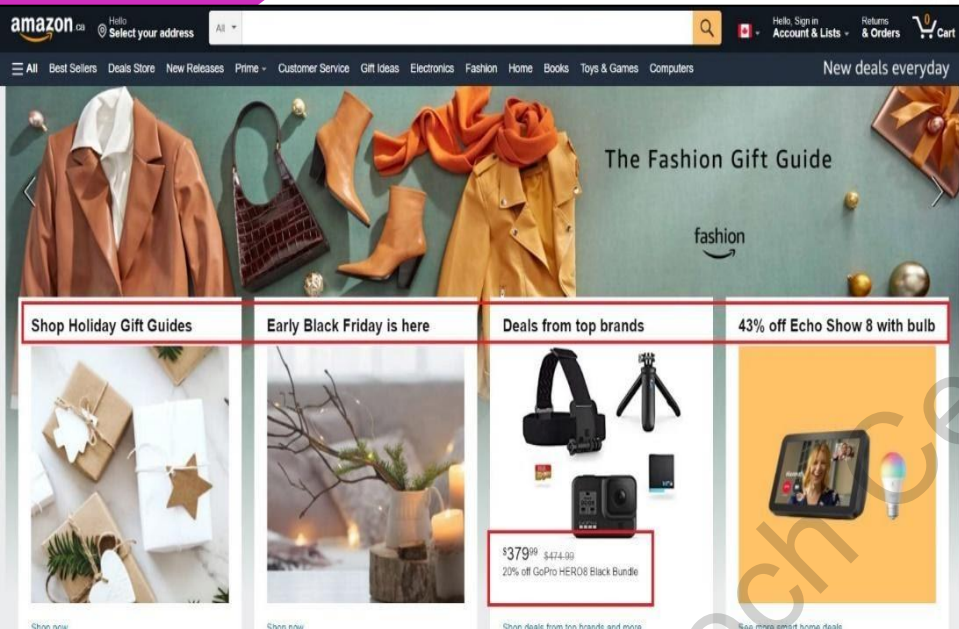 amazon.ca
Hello
Select your address
All
Hello, Sign in
Account & Lists
Returns
& Orders
0
Cart
All Best Sellers Deals Store New Releases Prime Customer Service Gift Ideas Electronics Fashion Home Books Toys & Games Computers
New deals everyday
The Fashion Gift Guide
fashion
Shop Holiday Gift Guides
Early Black Friday is here
Deals from top brands
43% off Echo Show 8 with bulb
$379.99 $474.99
20% off GoPro HERO8 Black Bundle
Shop now
Shop now
Shop deals from top brands and more
See more smart home deals